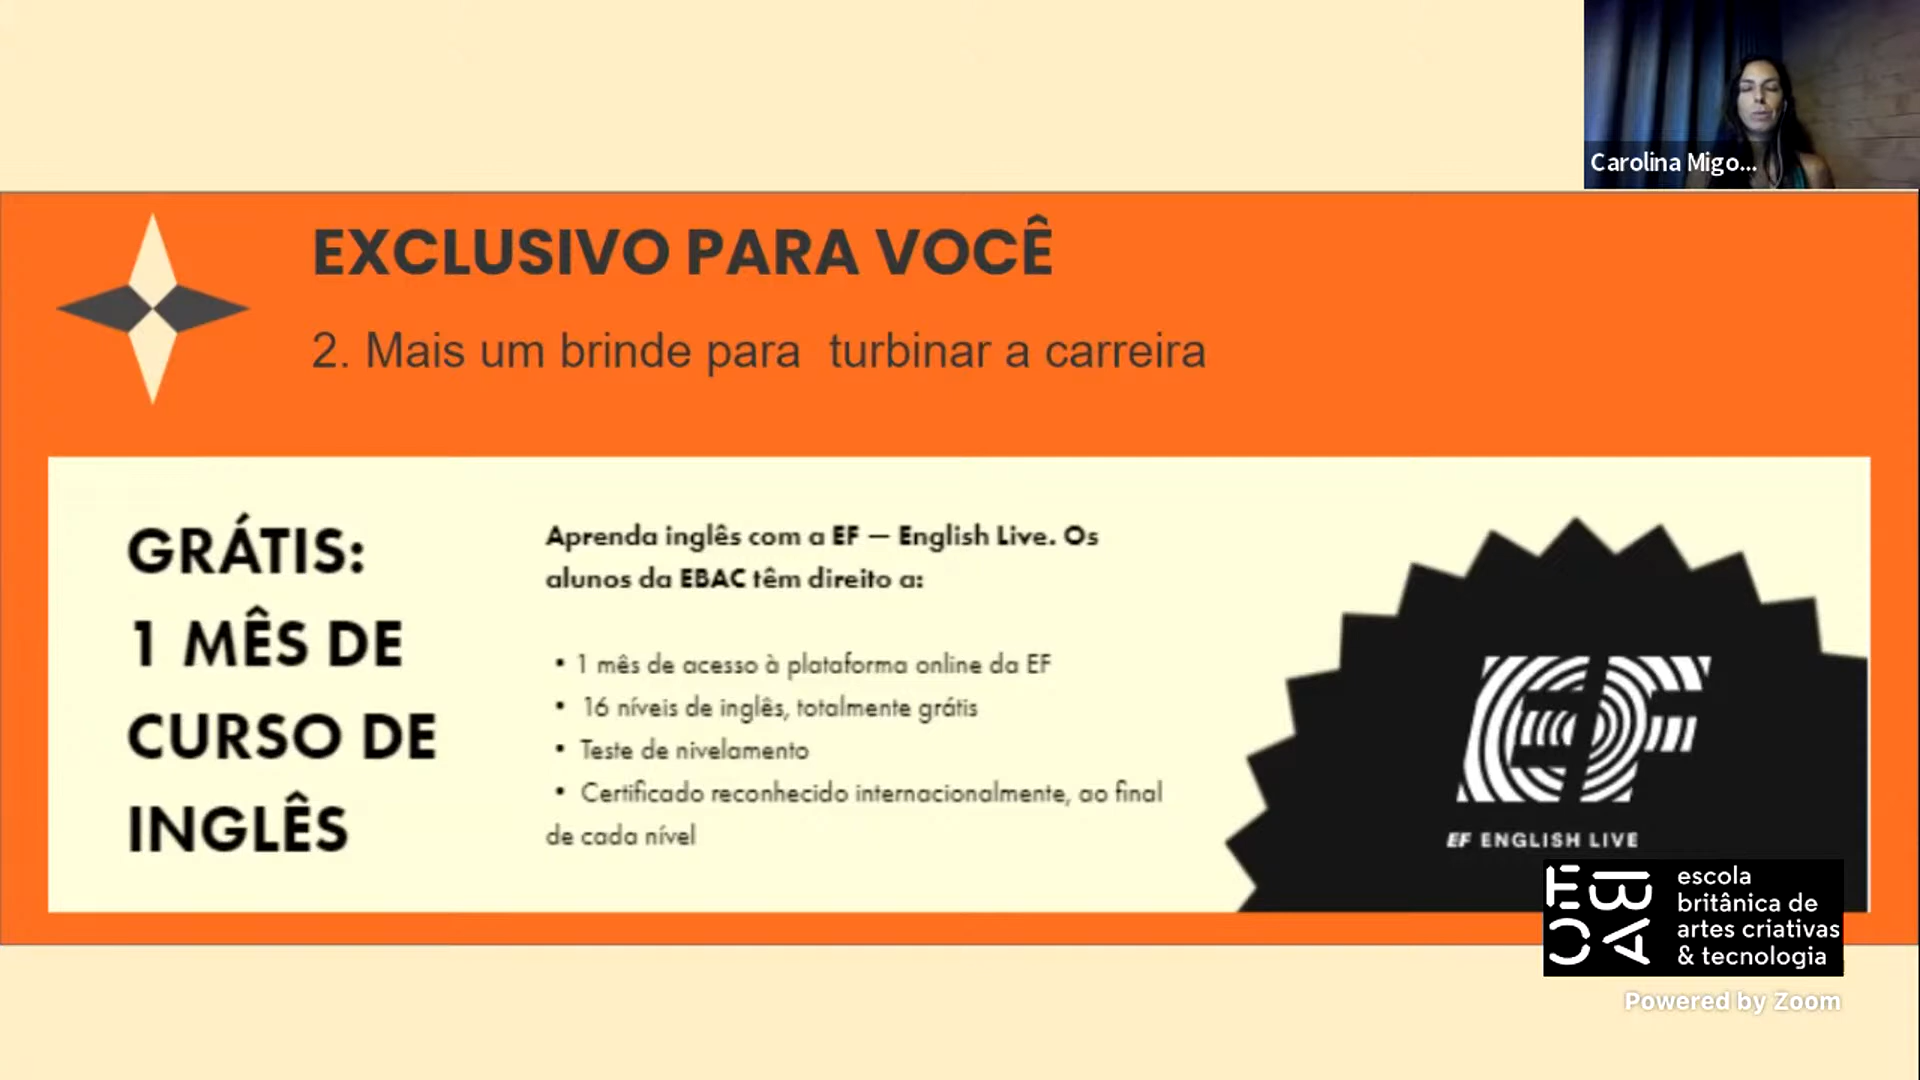 Carolina Migo...
EXCLUSIVO PARA VOCÊ
2. Mais um brinde para  turbinar a carreira
GRÁTIS:
1 MÊS DE
CURSO DE
INGLÊS
Aprenda inglês com a EF — English Live. Os
alunos da EBAC têm direito a:
• 1 mês de acesso à plataforma online da EF
• 16 níveis de inglês, totalmente grátis
• Teste de nivelamento
• Certificado reconhecido internacionalmente, ao final
de cada nível
EF
EF ENGLISH LIVE
EBAC
escola
britânica de
artes criativas
& tecnologia
Powered by Zoom